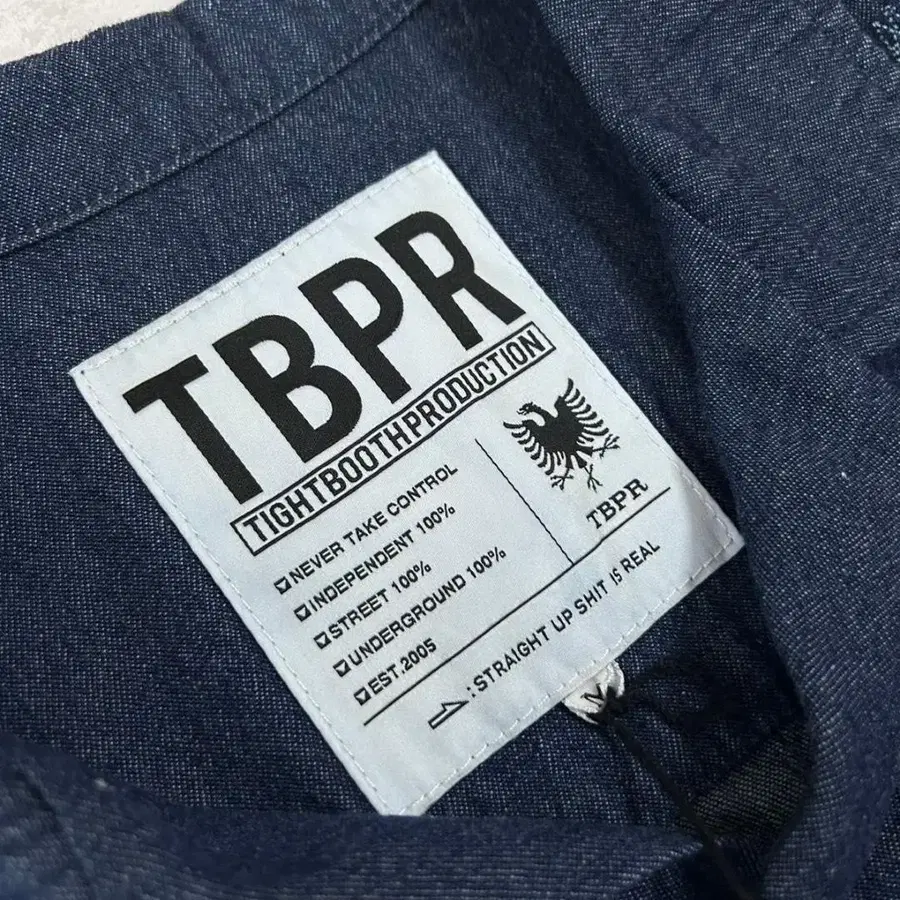 TBPR
TIGHTBOOTHPRODUCTION
NEVER TAKE CONTROL
INDEPENDENT 100%
STREET 100%
UNDERGROUND 100%
EST.2005
TBPR
:STRAIGHT UP SHIT IS REAL